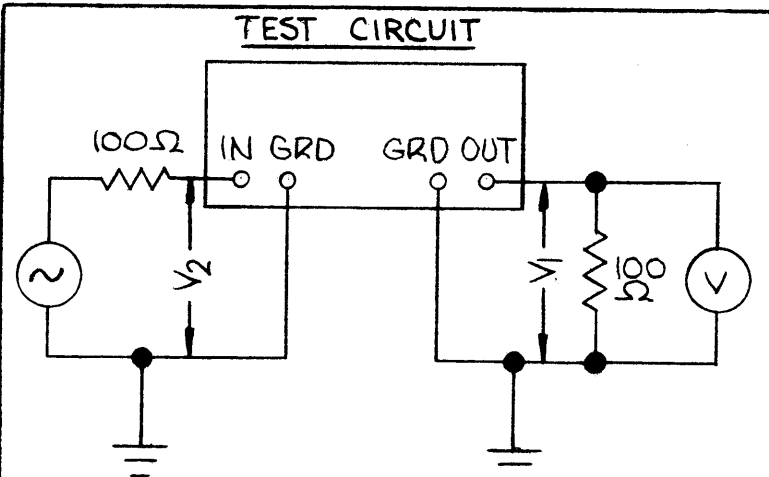 TEST CIRCUIT
100Ω
IN GRD
GRD OUT
V2
V1
100
Ω
V